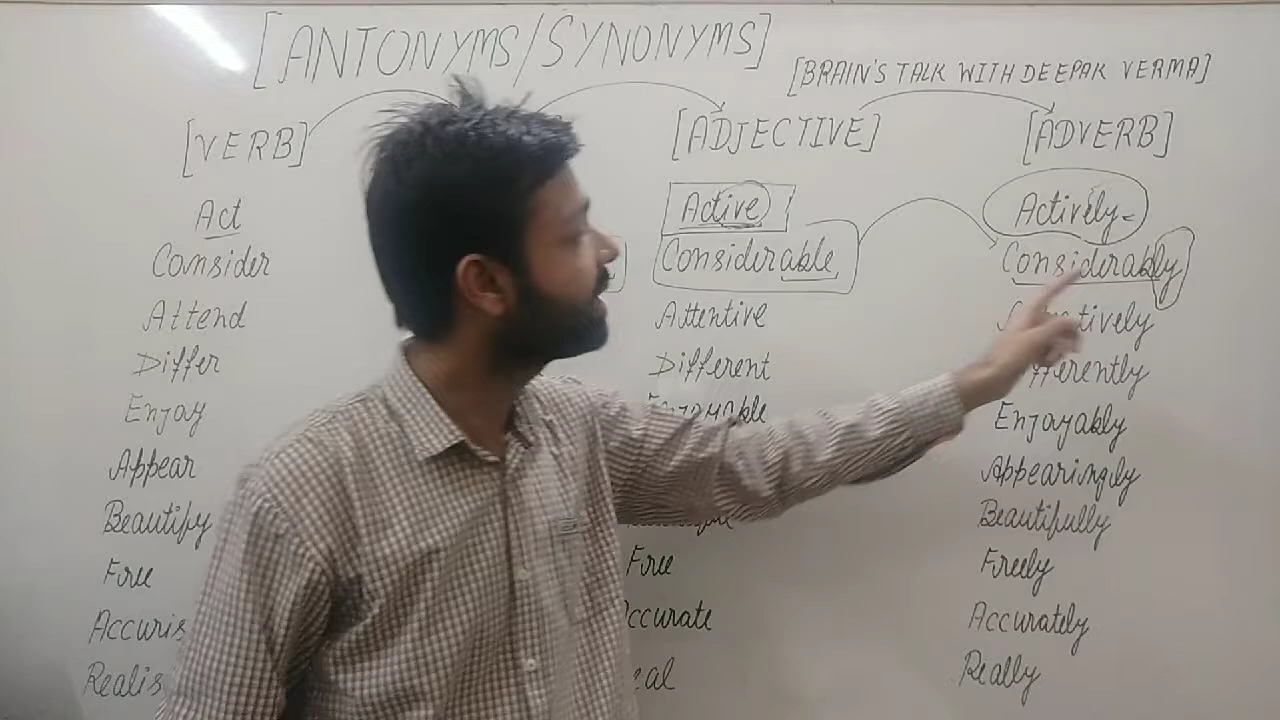 [ANTONYMS/SYNONYMS]
[BRAIN'S TALK WITH DEEPAK VERMA]
[VERB] [ADJECTIVE] [ADVERB]
Act Active Actively
Consider Considerable Considerably
Attend Attentive
Differ Different
Enjoy Enjoyably
Appear Appearingly
Beautify Beautifully
Free Free Freely
Accurately
Really